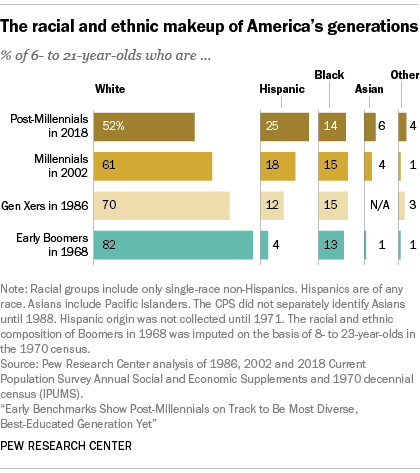 The racial and ethnic makeup of America's generations
% of 6- to 21-year-olds who are ...
White Hispanic Black Asian Other
Post-Millennials
in 2018
52% 25 14 6 4
Millennials
in 2002
61 18 15 4 1
Gen Xers in 1986 70 12 15 N/A 3
Early Boomers
in 1968
82 4 13 1 1
Note: Racial groups include only single-race non-Hispanics. Hispanics are of any
race. Asians include Pacific Islanders. The CPS did not separately identify Asians
until 1988. Hispanic origin was not collected until 1971. The racial and ethnic
composition of Boomers in 1968 was imputed on the basis of 8- to 23-year-olds in
the 1970 census.
Source: Pew Research Center analysis of 1986, 2002 and 2018 Current
Population Survey Annual Social and Economic Supplements and 1970 decennial
census (IPUMS).
“Early Benchmarks Show Post-Millennials on Track to Be Most Diverse,
Best-Educated Generation Yet”
PEW RESEARCH CENTER